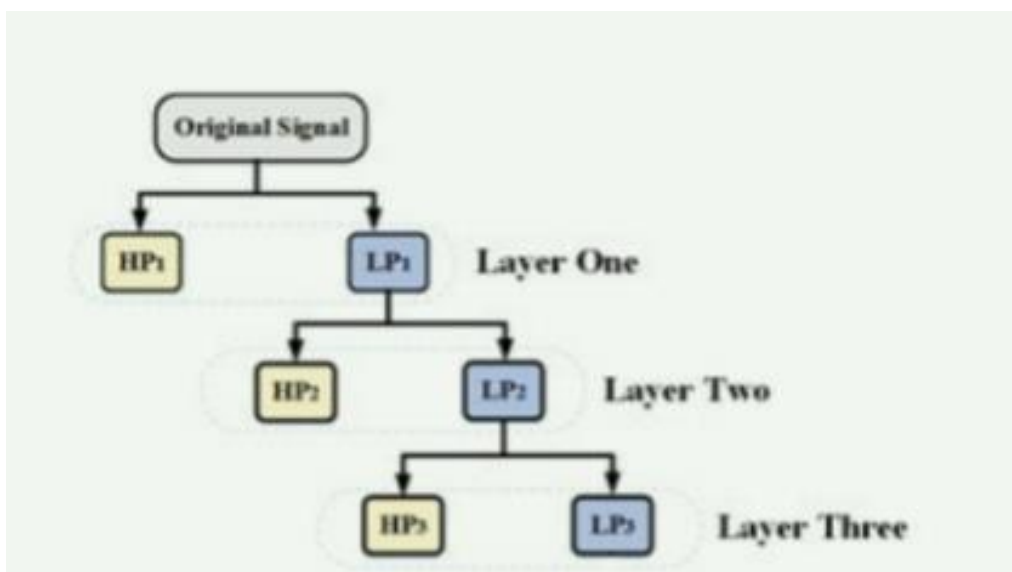 Original Signal
HP₁ LP₁ Layer One
HP₂ LP₂ Layer Two
HP₃ LP₃ Layer Three